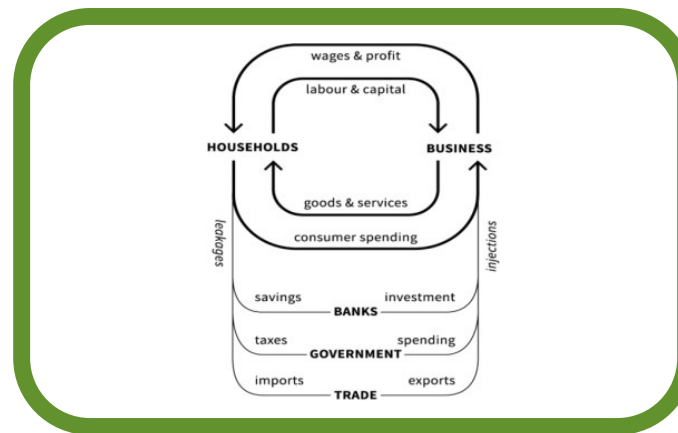 wages & profit
labour & capital
HOUSEHOLDS BUSINESS
goods & services
consumer spending
leakages
injections
savings investment
BANKS
taxes spending
GOVERNMENT
imports exports
TRADE